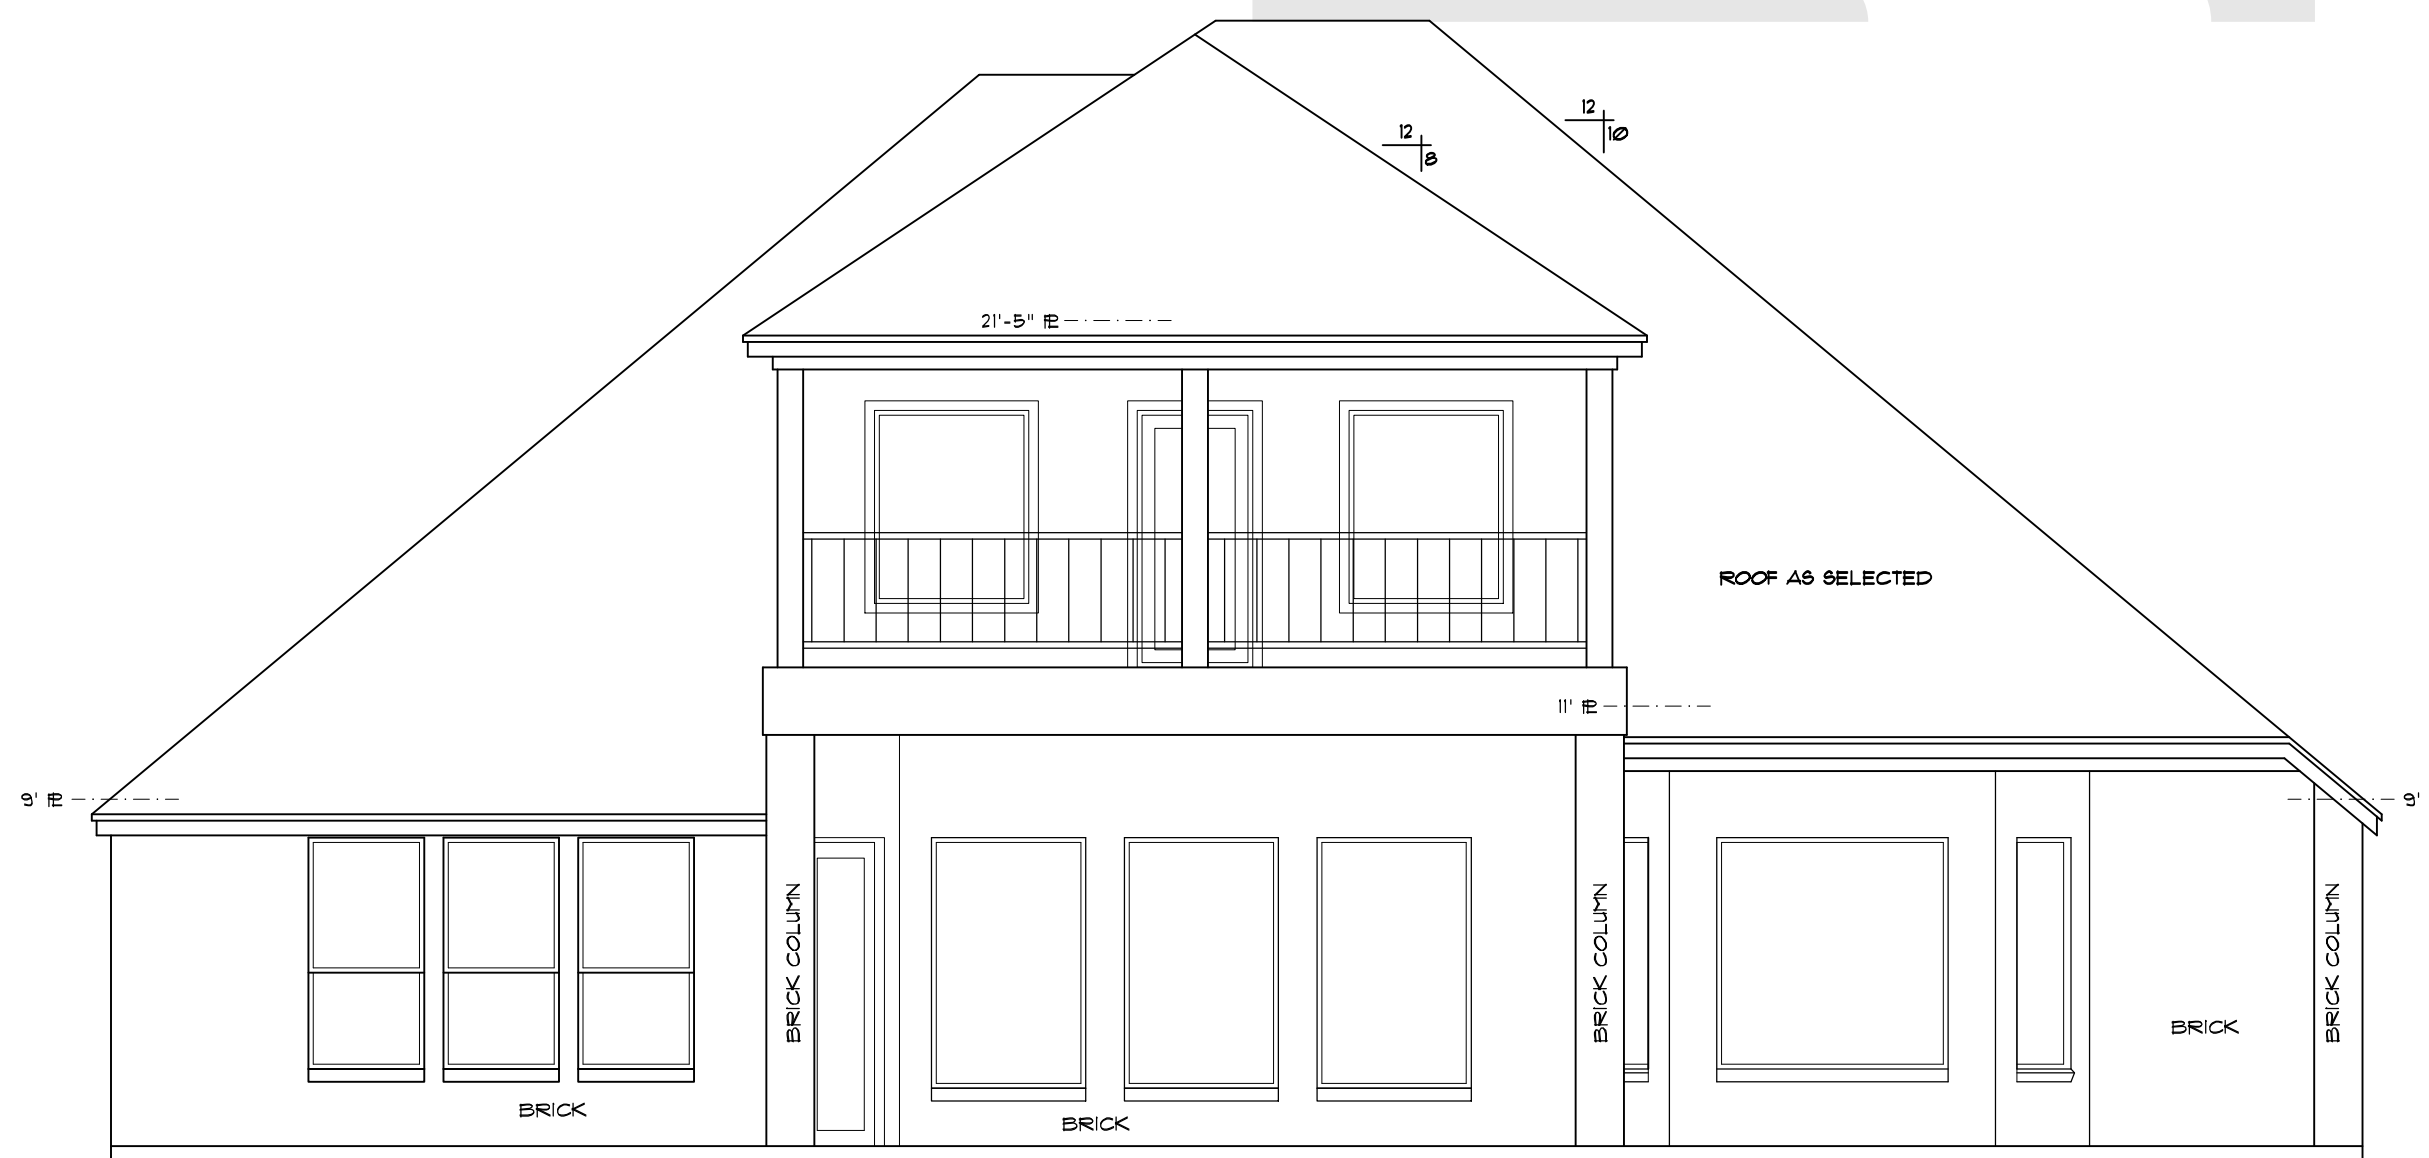 12
10
12
8
21'-5" PL
ROOF AS SELECTED
11' PL
9' PL
9'
BRICK COLUMN
BRICK COLUMN
BRICK COLUMN
BRICK
BRICK
BRICK